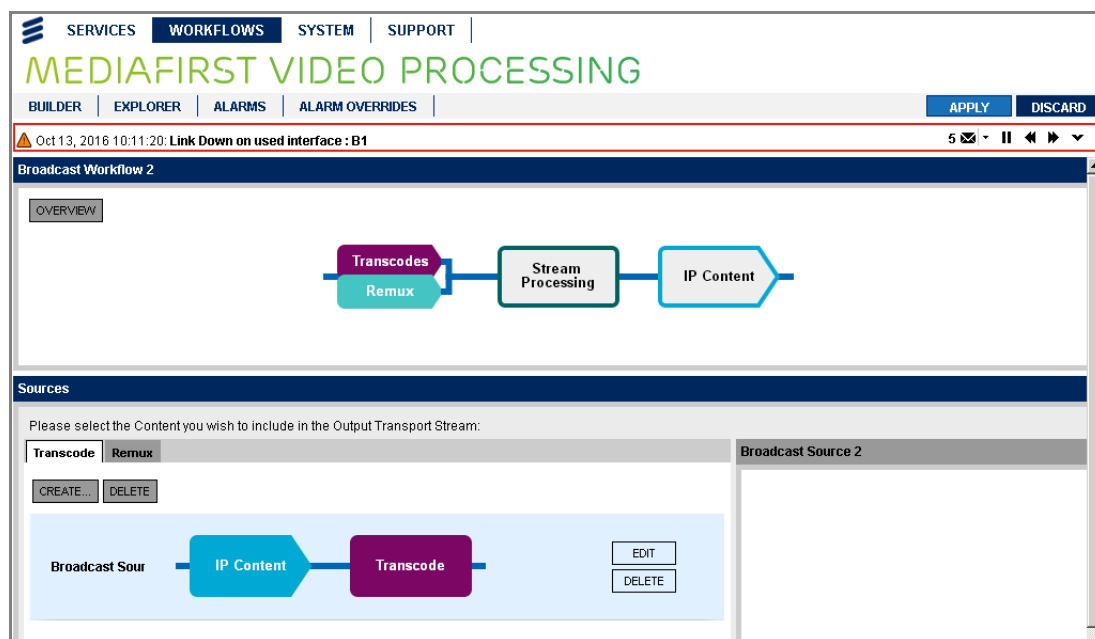 SERVICES WORKFLOWS SYSTEM SUPPORT
MEDIAFIRST VIDEO PROCESSING
BUILDER EXPLORER ALARMS ALARM OVERRIDES APPLY DISCARD
Oct 13, 2016 10:11:20: Link Down on used interface : B1 5
Broadcast Workflow 2
OVERVIEW
Transcodes
Remux
Stream
Processing
IP Content
Sources
Please select the Content you wish to include in the Output Transport Stream:
Transcode Remux
Broadcast Source 2
CREATE... DELETE
Broadcast Sour IP Content Transcode
EDIT
DELETE